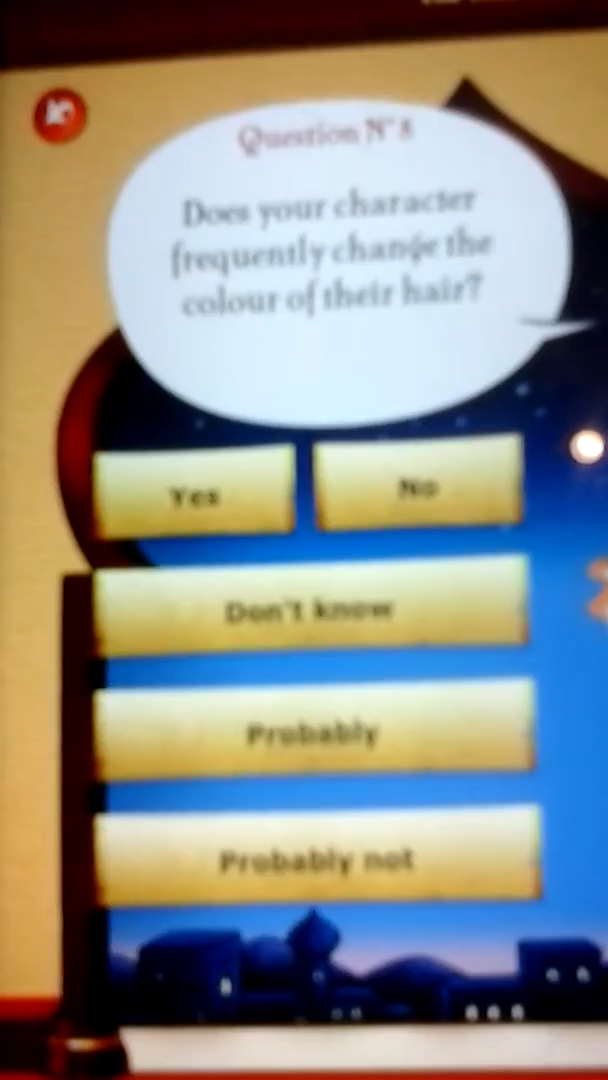 Question N°8
Does your character
frequently change the
colour of their hair?
Yes
No
Don't know
Probably
Probably not